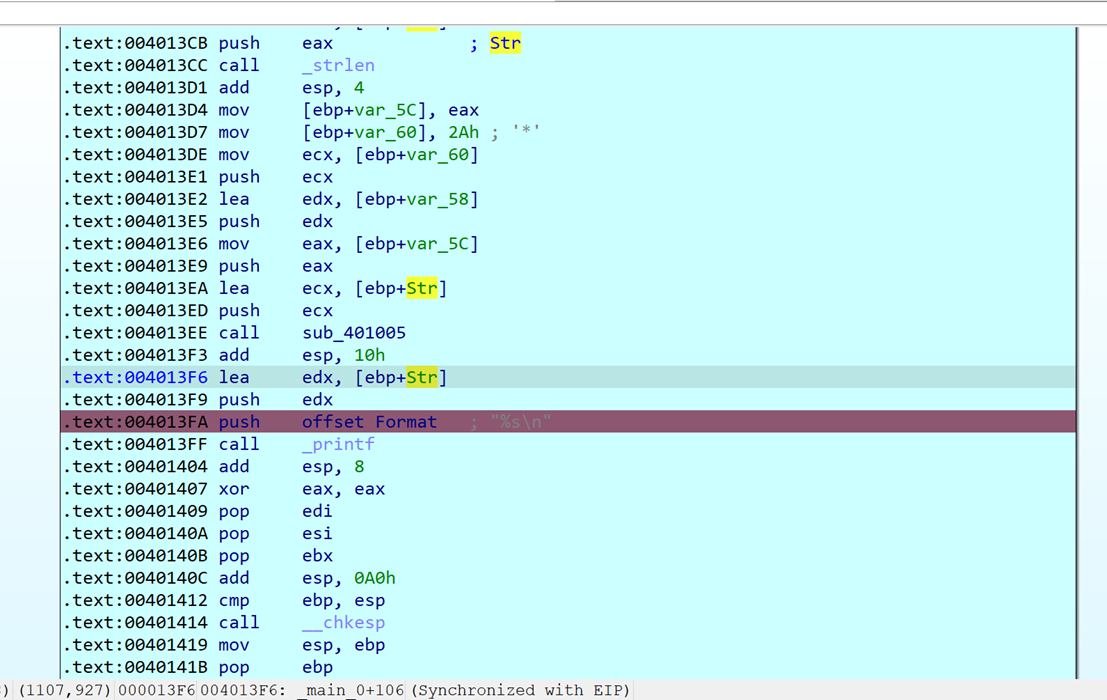 .text:004013CB push eax ; Str
.text:004013CC call _strlen
.text:004013D1 add esp, 4
.text:004013D4 mov [ebp+var_5C], eax
.text:004013D7 mov [ebp+var_60], 2Ah ; '*'
.text:004013DE mov ecx, [ebp+var_60]
.text:004013E1 push ecx
.text:004013E2 lea edx, [ebp+var_58]
.text:004013E5 push edx
.text:004013E6 mov eax, [ebp+var_5C]
.text:004013E9 push eax
.text:004013EA lea ecx, [ebp+Str]
.text:004013ED push ecx
.text:004013EE call sub_401005
.text:004013F3 add esp, 10h
.text:004013F6 lea edx, [ebp+Str]
.text:004013F9 push edx
.text:004013FA push offset Format ; "%s\n"
.text:004013FF call _printf
.text:00401404 add esp, 8
.text:00401407 xor eax, eax
.text:00401409 pop edi
.text:0040140A pop esi
.text:0040140B pop ebx
.text:0040140C add esp, 0A0h
.text:00401412 cmp ebp, esp
.text:00401414 call __chkesp
.text:00401419 mov esp, ebp
.text:0040141B pop ebp
) (1107,927) 000013F6 004013F6: _main_0+106 (Synchronized with EIP)